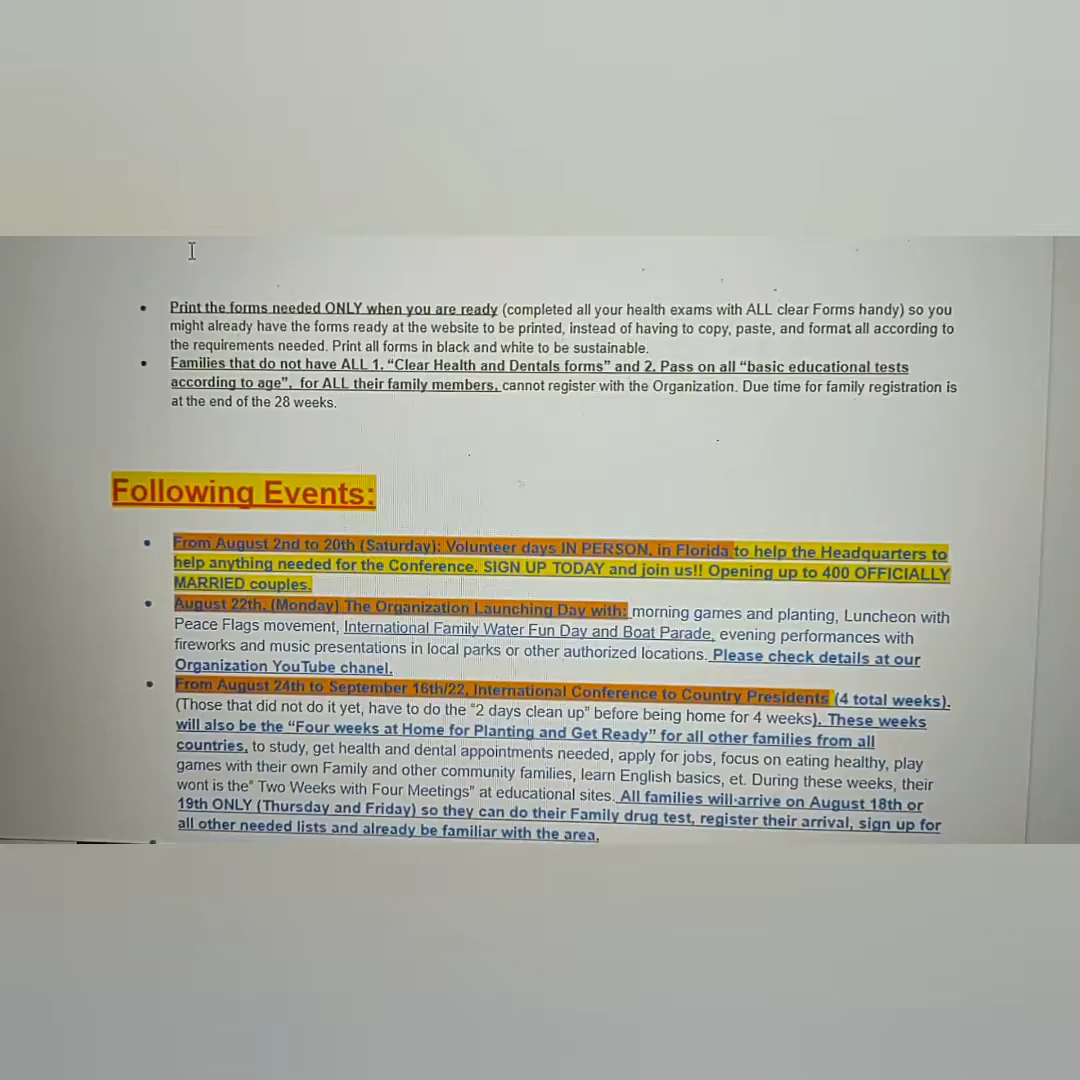 Print the forms needed ONLY when you are ready (completed all your health exams with ALL clear Forms handy) so you
might already have the forms ready at the website to be printed, instead of having to copy, paste, and format all according to
the requirements needed. Print all forms in black and white to be sustainable.
Families that do not have ALL 1. “Clear Health and Dentals forms” and 2. Pass on all “basic educational tests
according to age”, for ALL their family members, cannot register with the Organization. Due time for family registration is
at the end of the 28 weeks.
Following Events:
From August 2nd to 20th (Saturday): Volunteer days IN PERSON, in Florida to help the Headquarters to
help anything needed for the Conference. SIGN UP TODAY and join us!! Opening up to 400 OFFICIALLY
MARRIED couples.
August 22th, (Monday) The Organization Launching Day with: morning games and planting, Luncheon with
Peace Flags movement, International Family Water Fun Day and Boat Parade, evening performances with
fireworks and music presentations in local parks or other authorized locations. Please check details at our
Organization YouTube chanel.
From August 24th to September 16th/22, International Conference to Country Presidents (4 total weeks).
(Those that did not do it yet, have to do the “2 days clean up” before being home for 4 weeks). These weeks
will also be the “Four weeks at Home for Planting and Get Ready” for all other families from all
countries, to study, get health and dental appointments needed, apply for jobs, focus on eating healthy, play
games with their own Family and other community families, learn English basics, et. During these weeks, their
wont is the“ Two Weeks with Four Meetings” at educational sites. All families will arrive on August 18th or
19th ONLY (Thursday and Friday) so they can do their Family drug test, register their arrival, sign up for
all other needed lists and already be familiar with the area.